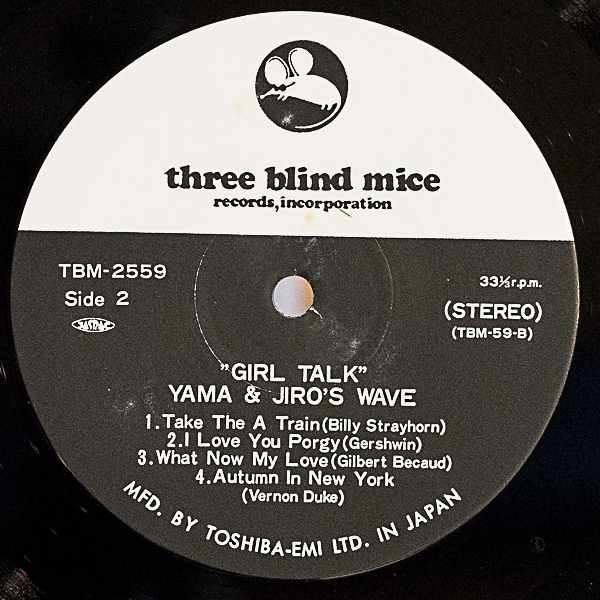 three blind mice
records,incorporation
TBM-2559
Side 2
JASRAC
33⅓r.p.m.
(STEREO)
(TBM-59-B)
"GIRL TALK"
YAMA & JIRO'S WAVE
1.Take The A Train(Billy Strayhorn)
2.I Love You Porgy(Gershwin)
3.What Now My Love(Gilbert Becaud)
4.Autumn In New York
(Vernon Duke)
MFD. BY TOSHIBA-EMI LTD. IN JAPAN